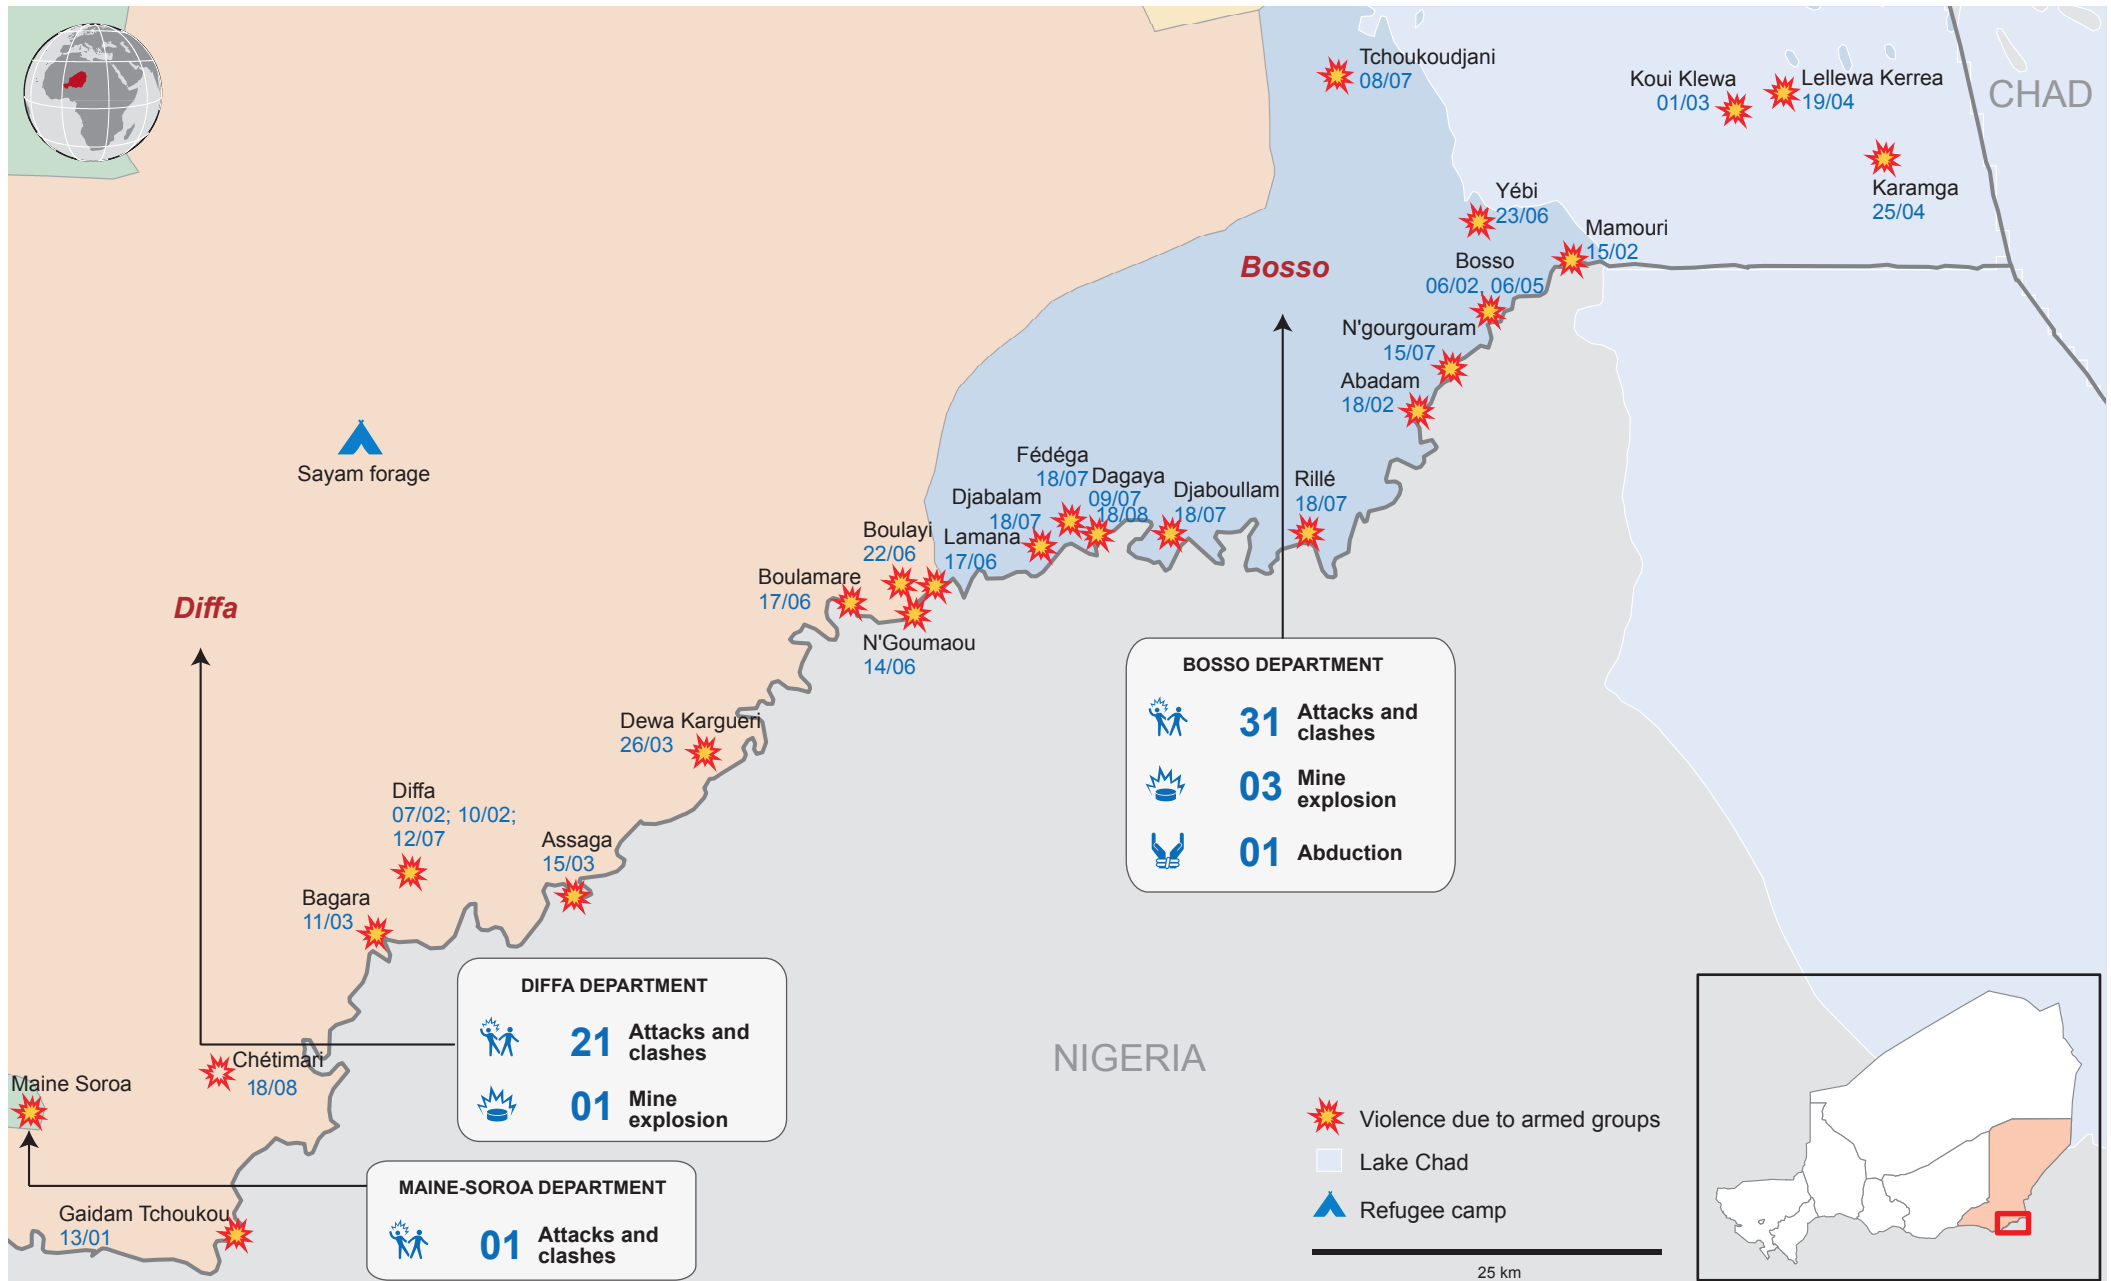 Tchoukoudjani
08/07
Koui Klewa
01/03
Lellewa Kerrea
19/04
CHAD
Karamga
25/04
Yébi
23/06
Mamouri
15/02
Bosso
Bosso
06/02, 06/05
N'gourgouram
15/07
Abadam
18/02
Sayam forage
Fédéga
18/07
Dagaya
09/07
18/08
Djaboullam
18/07
Rillé
18/07
Djabalam
18/07
Boulayi
22/06
Lamana
17/06
Boulamare
17/06
N'Goumaou
14/06
Diffa
BOSSO DEPARTMENT
31 Attacks and
clashes
03 Mine
explosion
01 Abduction
Dewa Kargueri
26/03
Diffa
07/02; 10/02;
12/07
Assaga
15/03
Bagara
11/03
DIFFA DEPARTMENT
21 Attacks and
clashes
01 Mine
explosion
NIGERIA
Chétimari
18/08
Maine Soroa
MAINE-SOROA DEPARTMENT
01 Attacks and
clashes
Gaidam Tchoukou
13/01
Violence due to armed groups
Lake Chad
Refugee camp
25 km